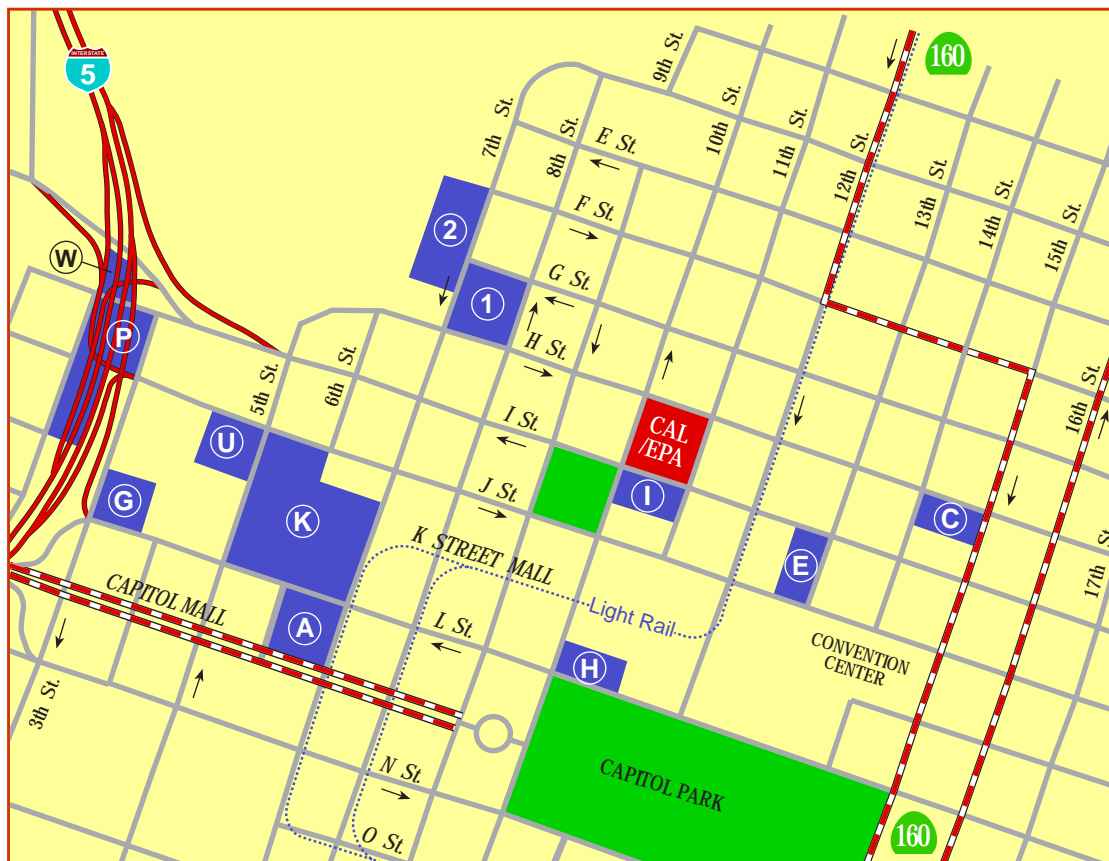 INTERSTATE
5
160
9th St.
10th St.
11th St.
12th St.
13th St.
14th St.
15th St.
16th St.
17th St.
7th St.
8th St.
E St.
F St.
G St.
H St.
I St.
J St.
K STREET MALL
L St.
N St.
O St.
5th St.
6th St.
3th St.
W
P
U
G
K
A
2
1
CAL
/EPA
I
C
E
H
Light Rail
CAPITOL MALL
CONVENTION
CENTER
CAPITOL PARK
160